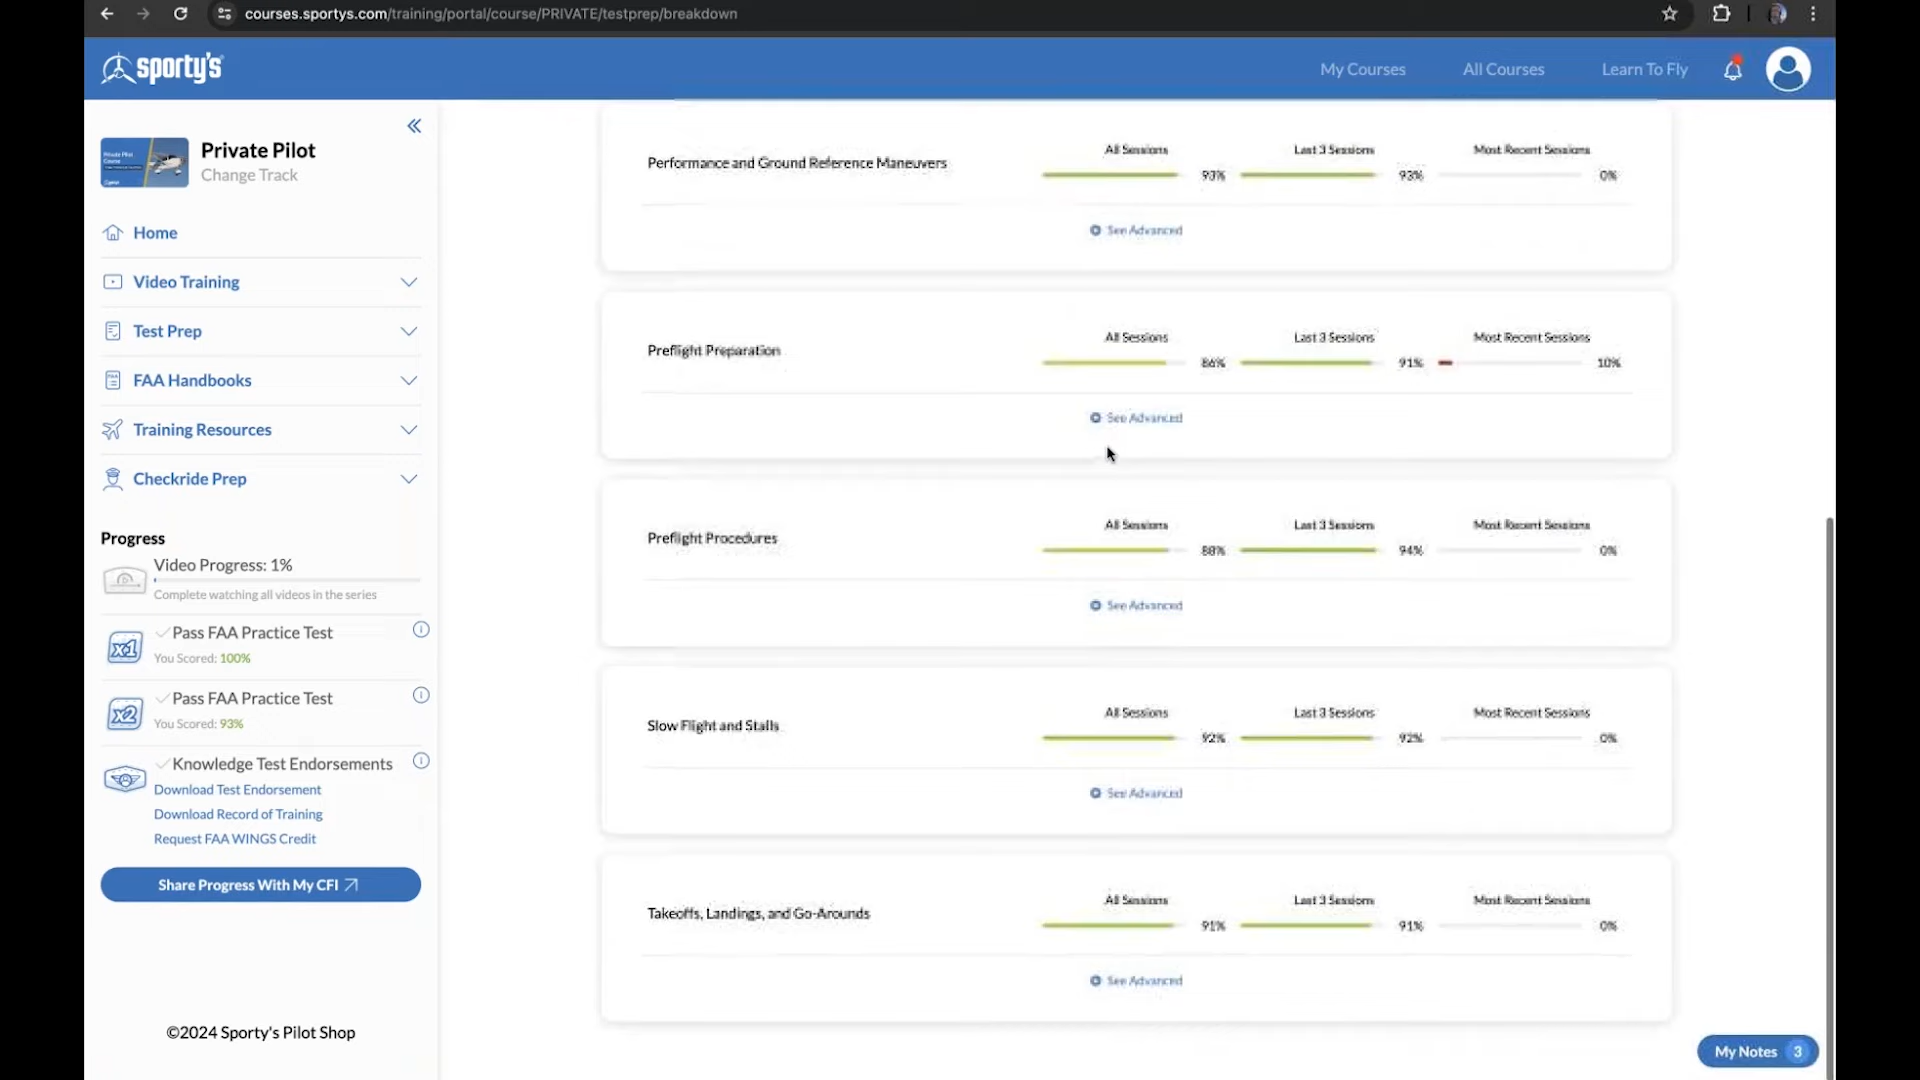 courses.sportys.com/training/portal/course/PRIVATE/testprep/breakdown
sporty's
My Courses
All Courses
Learn To Fly
Private Pilot
Change Track
Home
Video Training
Test Prep
FAA Handbooks
Training Resources
Checkride Prep
Progress
Video Progress: 1%
Complete watching all videos in the series
x1
Pass FAA Practice Test
You Scored: 100%
x2
Pass FAA Practice Test
You Scored: 93%
Knowledge Test Endorsements
Download Test Endorsement
Download Record of Training
Request FAA WINGS Credit
Share Progress With My CFI
©2024 Sporty's Pilot Shop
Performance and Ground Reference Maneuvers
All Sessions
93%
Last 3 Sessions
93%
Most Recent Sessions
0%
See Advanced
Preflight Preparation
All Sessions
86%
Last 3 Sessions
91%
Most Recent Sessions
10%
See Advanced
Preflight Procedures
All Sessions
88%
Last 3 Sessions
94%
Most Recent Sessions
0%
See Advanced
Slow Flight and Stalls
All Sessions
92%
Last 3 Sessions
92%
Most Recent Sessions
0%
See Advanced
Takeoffs, Landings, and Go-Arounds
All Sessions
91%
Last 3 Sessions
91%
Most Recent Sessions
0%
See Advanced
My Notes 3